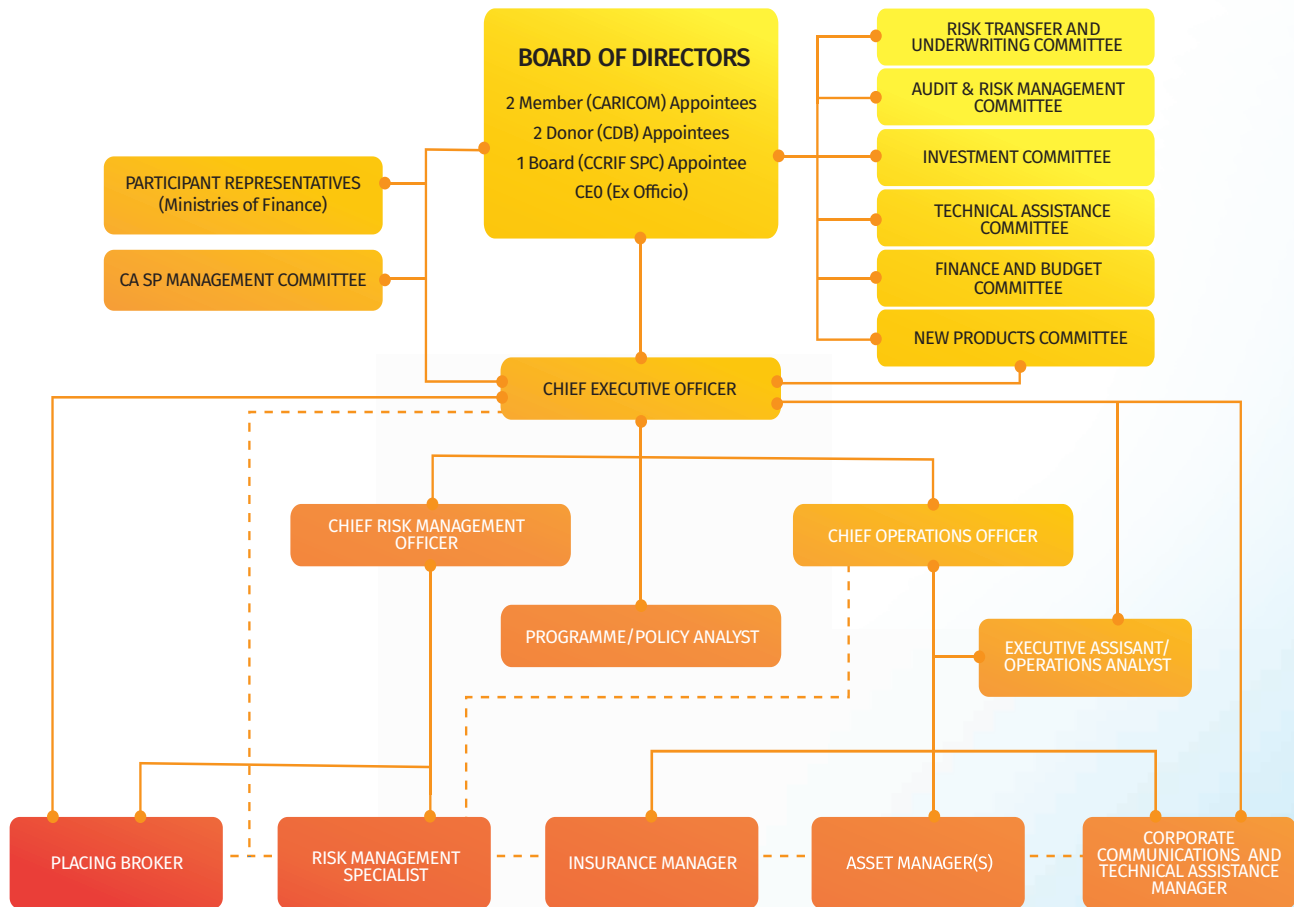 BOARD OF DIRECTORS
2 Member (CARICOM) Appointees
2 Donor (CDB) Appointees
1 Board (CCRIF SPC) Appointee
CE0 (Ex Officio)
RISK TRANSFER AND
UNDERWRITING COMMITTEE
AUDIT & RISK MANAGEMENT
COMMITTEE
INVESTMENT COMMITTEE
TECHNICAL ASSISTANCE
COMMITTEE
FINANCE AND BUDGET
COMMITTEE
NEW PRODUCTS COMMITTEE
PARTICIPANT REPRESENTATIVES
(Ministries of Finance)
CA SP MANAGEMENT COMMITTEE
CHIEF EXECUTIVE OFFICER
CHIEF RISK MANAGEMENT
OFFICER
CHIEF OPERATIONS OFFICER
PROGRAMME/POLICY ANALYST
EXECUTIVE ASSISANT/
OPERATIONS ANALYST
PLACING BROKER
RISK MANAGEMENT
SPECIALIST
INSURANCE MANAGER
ASSET MANAGER(S)
CORPORATE
COMMUNICATIONS AND
TECHNICAL ASSISTANCE
MANAGER